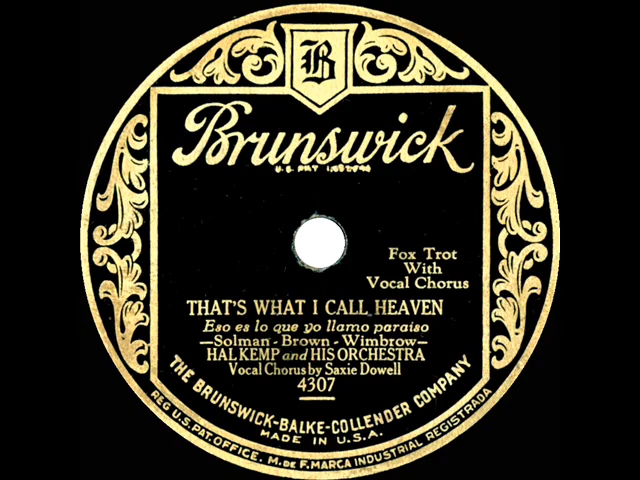 B
Brunswick
U.S. PAT
Fox Trot
With
Vocal Chorus
THAT'S WHAT I CALL HEAVEN
Eso es lo que yo llamo paraiso
—Solman - Brown - Wimbrow—
HAL KEMP and HIS ORCHESTRA
Vocal Chorus by Saxie Dowell
4307
THE BRUNSWICK-BALKE-COLLENDER COMPANY
MADE IN U.S.A.
REG U.S. PAT. OFFICE. M. DE F. MARCA INDUSTRIAL REGISTRADA